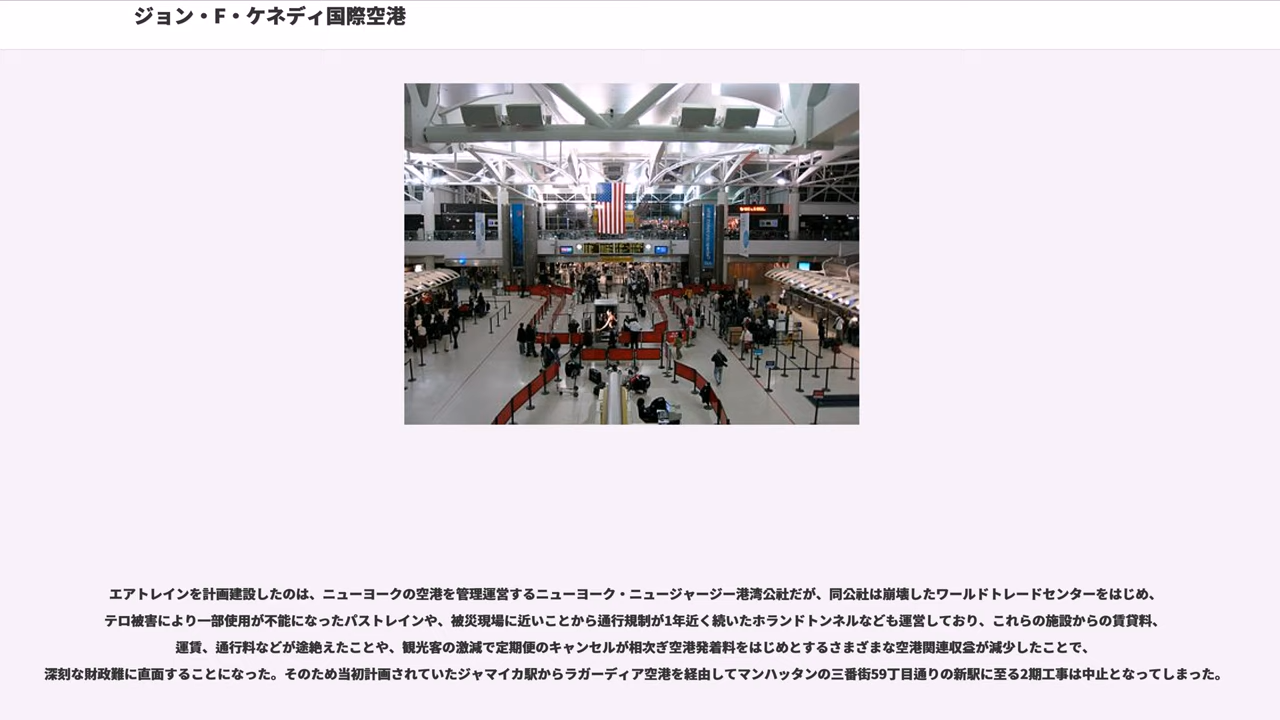 ジョン・F・ケネディ国際空港
エアトレインを計画建設したのは、ニューヨークの空港を管理運営するニューヨーク・ニュージャージー港湾公社だが、同公社は崩壊したワールドトレードセンターをはじめ、
テロ被害により一部使用が不能になったパストレインや、被災現場に近いことから通行規制が1年近く続いたホランドトンネルなども運営しており、これらの施設からの賃貸料、
運賃、通行料などが途絶えたことや、観光客の激減で定期便のキャンセルが相次ぎ空港発着料をはじめとするさまざまな空港関連収益が減少したことで、
深刻な財政難に直面することになった。そのため当初計画されていたジャマイカ駅からラガーディア空港を経由してマンハッタンの三番街59丁目通りの新駅に至る2期工事は中止となってしまった。